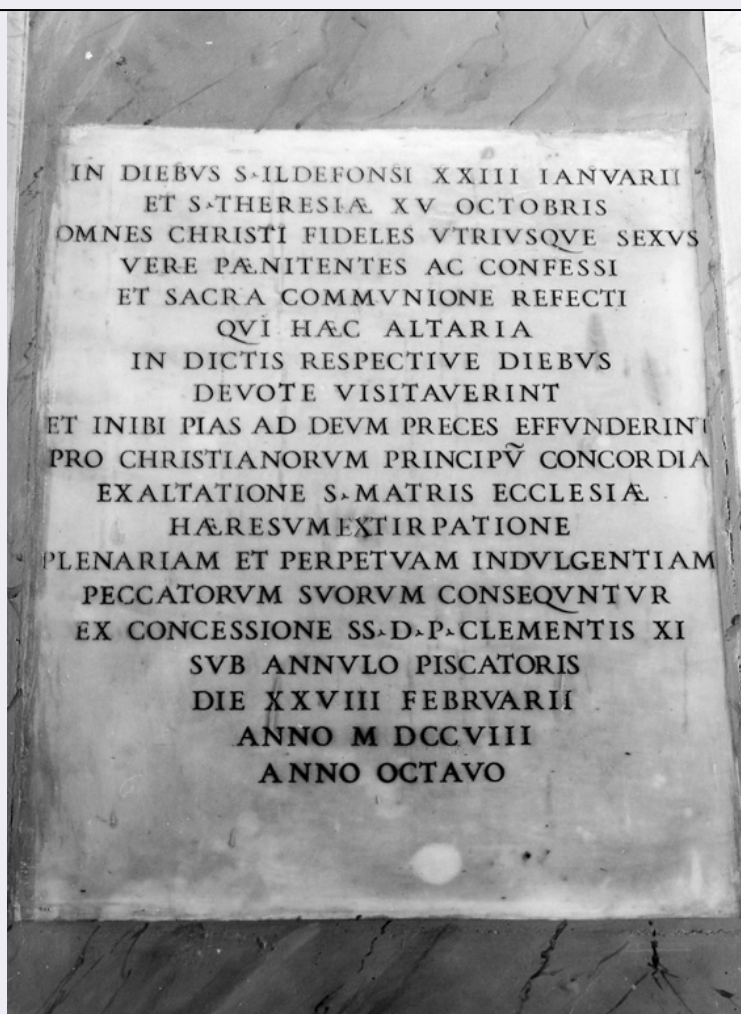 IN DIEBVS S·ILDEFONSI XXIII IANVARII
ET S·THERESIÆ XV OCTOBRIS
OMNES CHRISTI FIDELES VTRIVSQVE SEXVS
VERE PÆNITENTES AC CONFESSI
ET SACRA COMMVNIONE REFECTI
QVI HÆC ALTARIA
IN DICTIS RESPECTIVE DIEBVS
DEVOTE VISITAVERINT
ET INIBI PIAS AD DEVM PRECES EFFVNDERINT
PRO CHRISTIANORVM PRINCIPṼ CONCORDIA
EXALTATIONE S·MATRIS ECCLESIÆ
HÆRESVM EXTIRPATIONE
PLENARIAM ET PERPETVAM INDVLGENTIAM
PECCATORVM SVORVM CONSEQVNTVR
EX CONCESSIONE SS·D·P·CLEMENTIS XI
SVB ANNVLO PISCATORIS
DIE XXVIII FEBRVARII
ANNO M DCCVIII
ANNO OCTAVO